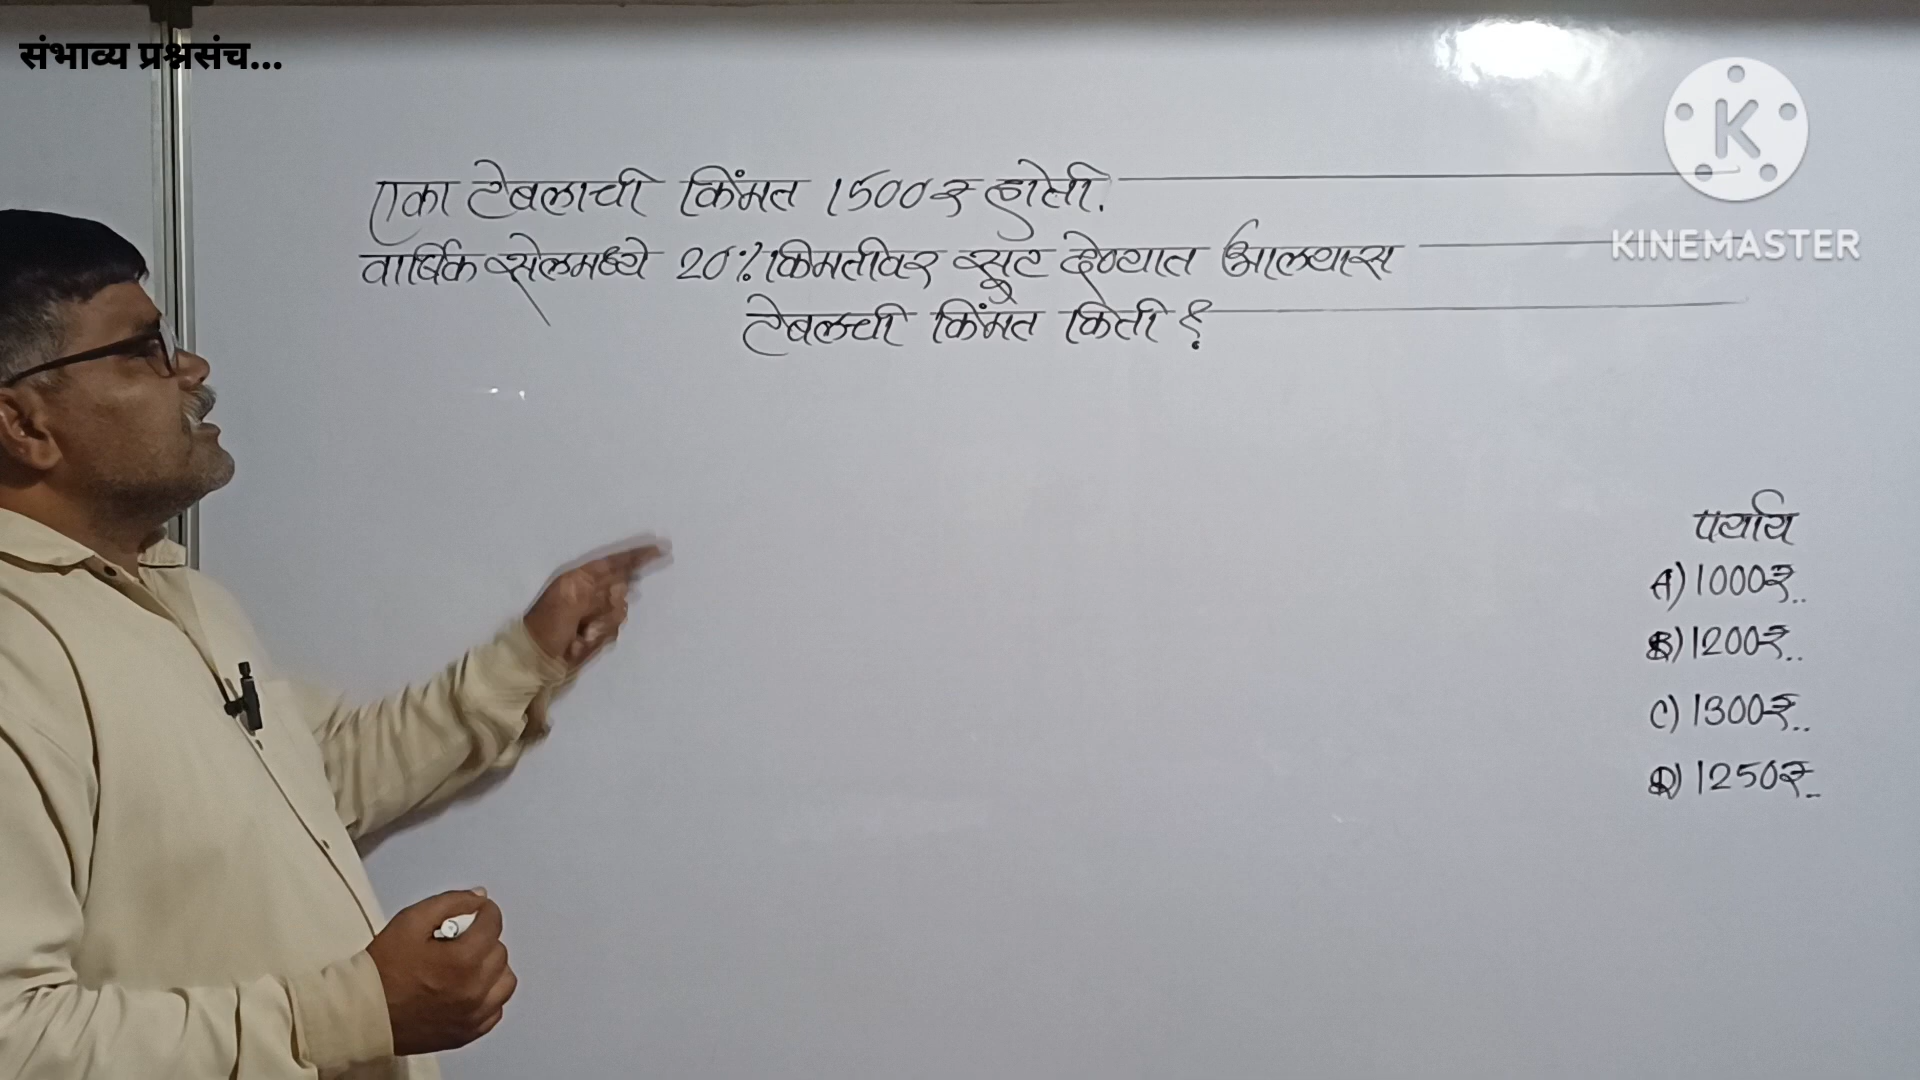 संभाव्य प्रश्नसंच...
K
KINEMASTER
एका टेबलाची किंमत 1500₹ होती.
वार्षिक सेलमध्ये 20% किमतीवर सूट देण्यात आल्यास
टेबलची किंमत किती ?
पर्याय
A) 1000₹..
B) 1200₹..
C) 1300₹..
D) 1250₹..